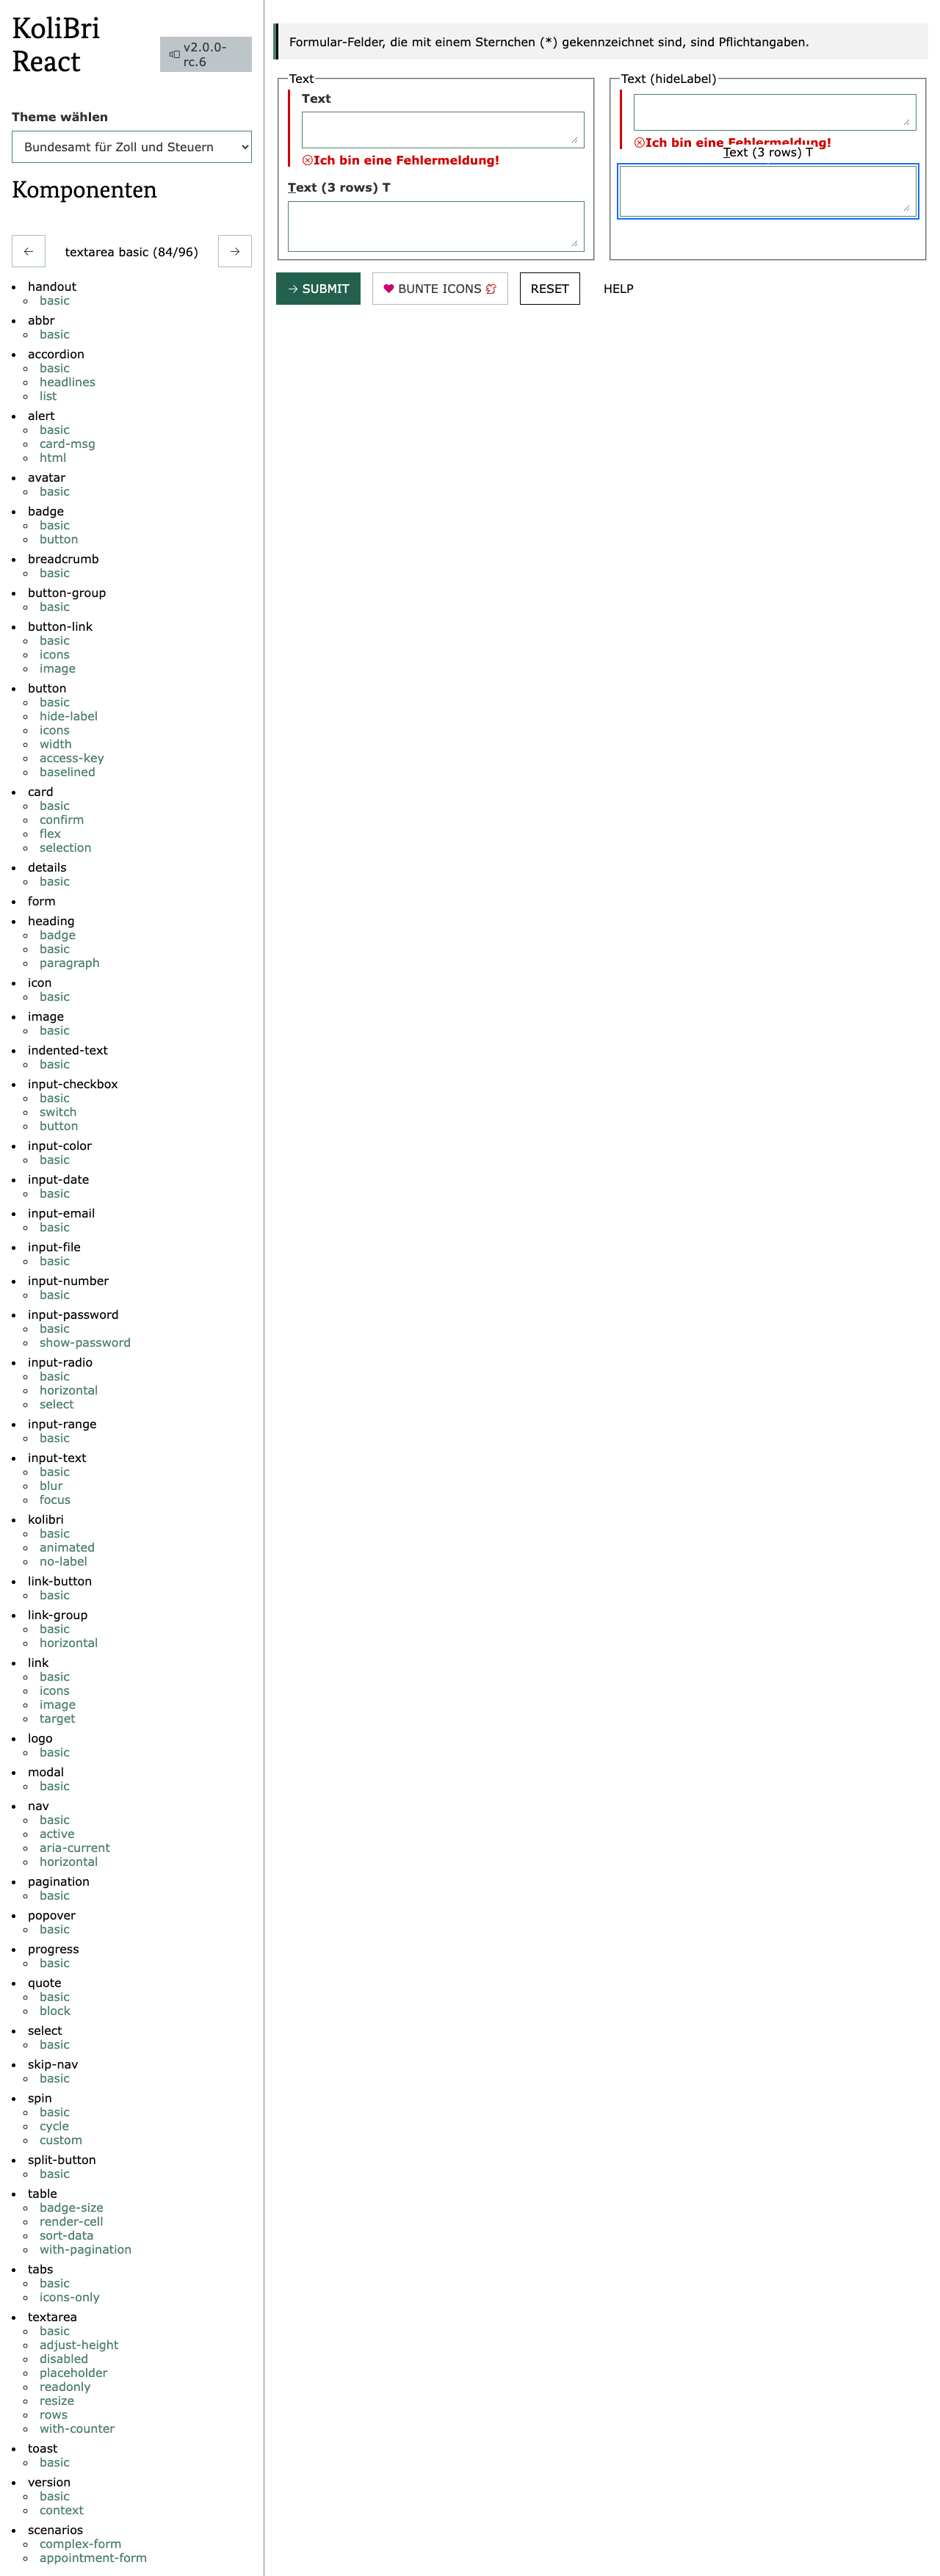 KoliBri
React
v2.0.0-
rc.6
Theme wählen
Bundesamt für Zoll und Steuern
Komponenten
← textarea basic (84/96) →
handout
basic
abbr
basic
accordion
basic
headlines
list
alert
basic
card-msg
html
avatar
basic
badge
basic
button
breadcrumb
basic
button-group
basic
button-link
basic
icons
image
button
basic
hide-label
icons
width
access-key
baselined
card
basic
confirm
flex
selection
details
basic
form
heading
badge
basic
paragraph
icon
basic
image
basic
indented-text
basic
input-checkbox
basic
switch
button
input-color
basic
input-date
basic
input-email
basic
input-file
basic
input-number
basic
input-password
basic
show-password
input-radio
basic
horizontal
select
input-range
basic
input-text
basic
blur
focus
kolibri
basic
animated
no-label
link-button
basic
link-group
basic
horizontal
link
basic
icons
image
target
logo
basic
modal
basic
nav
basic
active
aria-current
horizontal
pagination
basic
popover
basic
progress
basic
quote
basic
block
select
basic
skip-nav
basic
spin
basic
cycle
custom
split-button
basic
table
badge-size
render-cell
sort-data
with-pagination
tabs
basic
icons-only
textarea
basic
adjust-height
disabled
placeholder
readonly
resize
rows
with-counter
toast
basic
version
basic
context
scenarios
complex-form
appointment-form
Formular-Felder, die mit einem Sternchen (*) gekennzeichnet sind, sind Pflichtangaben.
Text
Text
Ich bin eine Fehlermeldung!
Text (3 rows) T
Text (hideLabel)
Ich bin eine Fehlermeldung!
Text (3 rows) T
→ SUBMIT
BUNTE ICONS
RESET
HELP